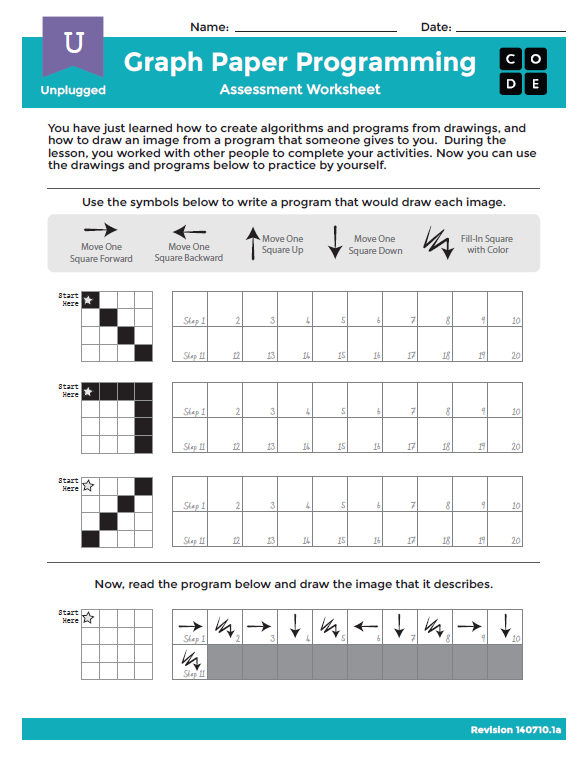 Name: Date:
U
Unplugged
Graph Paper Programming
Assessment Worksheet
C O
D E
You have just learned how to create algorithms and programs from drawings, and
how to draw an image from a program that someone gives to you. During the
lesson, you worked with other people to complete your activities. Now you can use
the drawings and programs below to practice by yourself.
Use the symbols below to write a program that would draw each image.
Move One
Square Forward
Move One
Square Backward
Move One
Square Up
Move One
Square Down
Fill-In Square
with Color
Start
Here
Step 1 2 3 4 5 6 7 8 9 10
Step 11 12 13 14 15 16 17 18 19 20
Start
Here
Step 1 2 3 4 5 6 7 8 9 10
Step 11 12 13 14 15 16 17 18 19 20
Start
Here
Step 1 2 3 4 5 6 7 8 9 10
Step 11 12 13 14 15 16 17 18 19 20
Now, read the program below and draw the image that it describes.
Start
Here
Step 1 2 3 4 5 6 7 8 9 10
Step 11
Revision 140710.1a